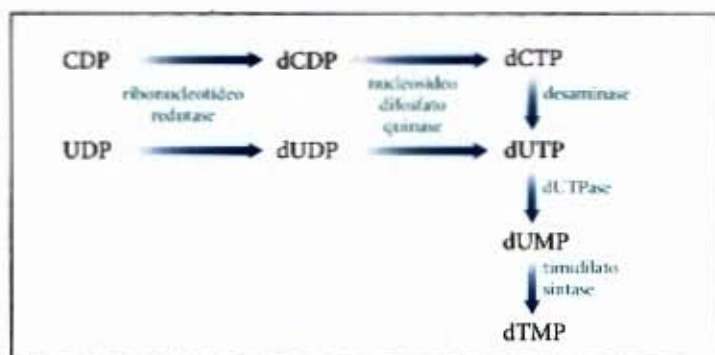 CDP dCDP dCTP
ribonucleotídeo
redutase
nucleosídeo
difosfato
quinase
desaminase
UDP dUDP dUTP
dUTPase
dUMP
timidilato
sintase
dTMP